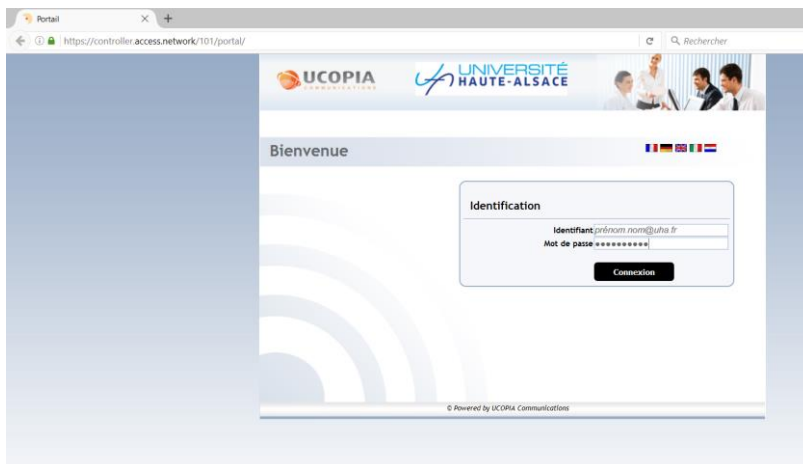 Portail
https://controller.access.network/101/portal/
Rechercher
UCOPIA
COMMUNICATIONS
UNIVERSITÉ
HAUTE-ALSACE
Bienvenue
Identification
Identifiant prénom.nom@uha.fr
Mot de passe ●●●●●●●●●●
Connexion
© Powered by UCOPIA Communications